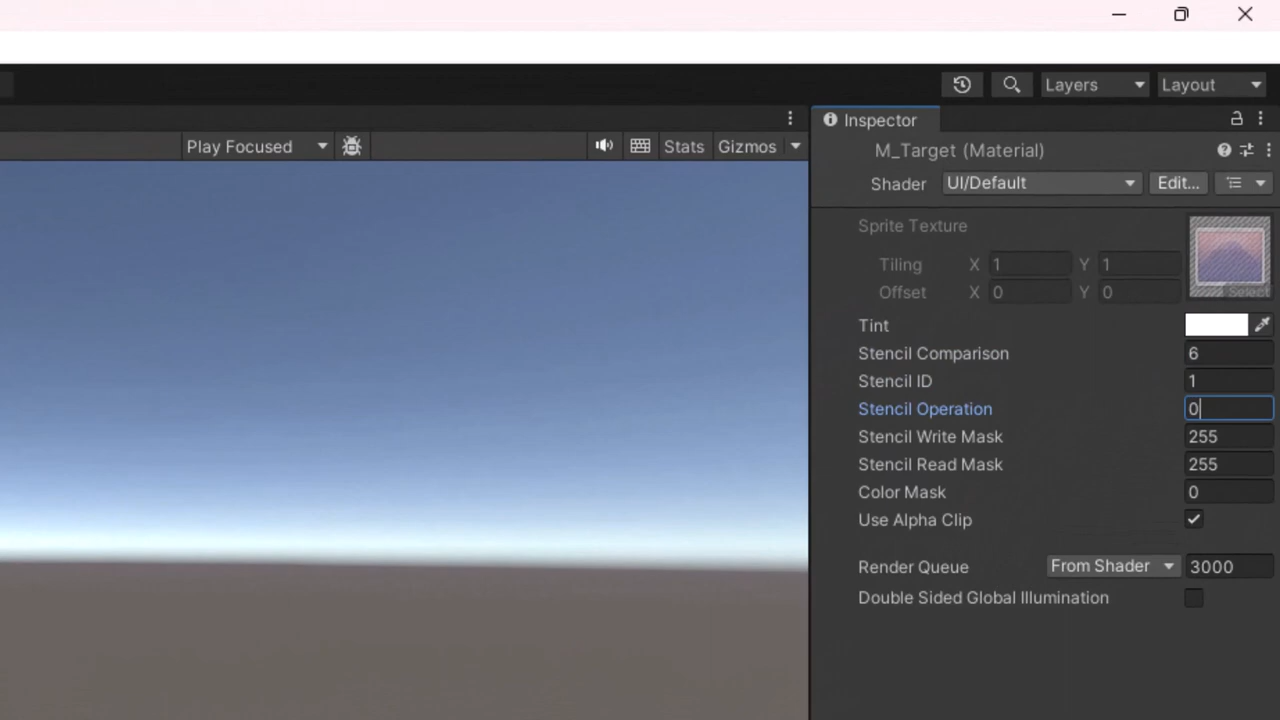 Layers
Layout
Inspector
Play Focused
Stats
Gizmos
M_Target (Material)
Shader
UI/Default
Edit...
Sprite Texture
Tiling X 1 Y 1
Offset X 0 Y 0
Select
Tint
Stencil Comparison 6
Stencil ID 1
Stencil Operation 0
Stencil Write Mask 255
Stencil Read Mask 255
Color Mask 0
Use Alpha Clip
Render Queue From Shader 3000
Double Sided Global Illumination